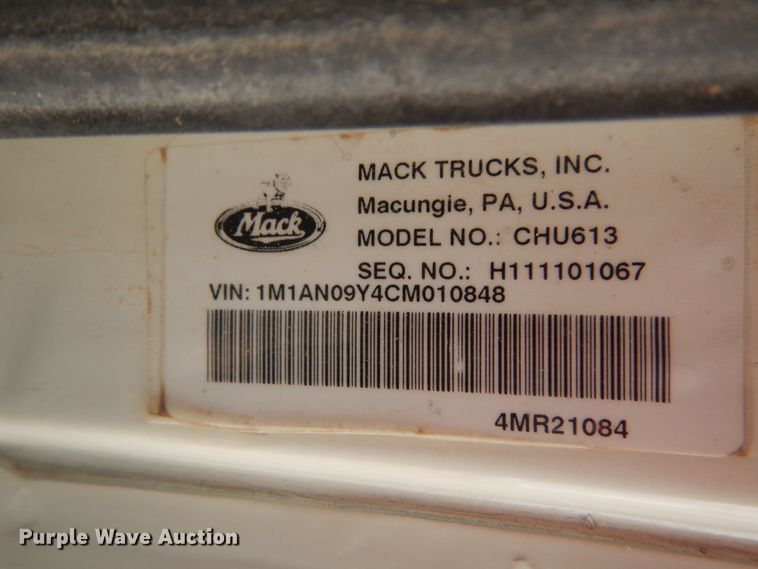 MACK TRUCKS, INC.
Macungie, PA, U.S.A.
Mack
MODEL NO.: CHU613
SEQ. NO.: H111101067
VIN: 1M1AN09Y4CM010848
4MR21084
Purple Wave Auction